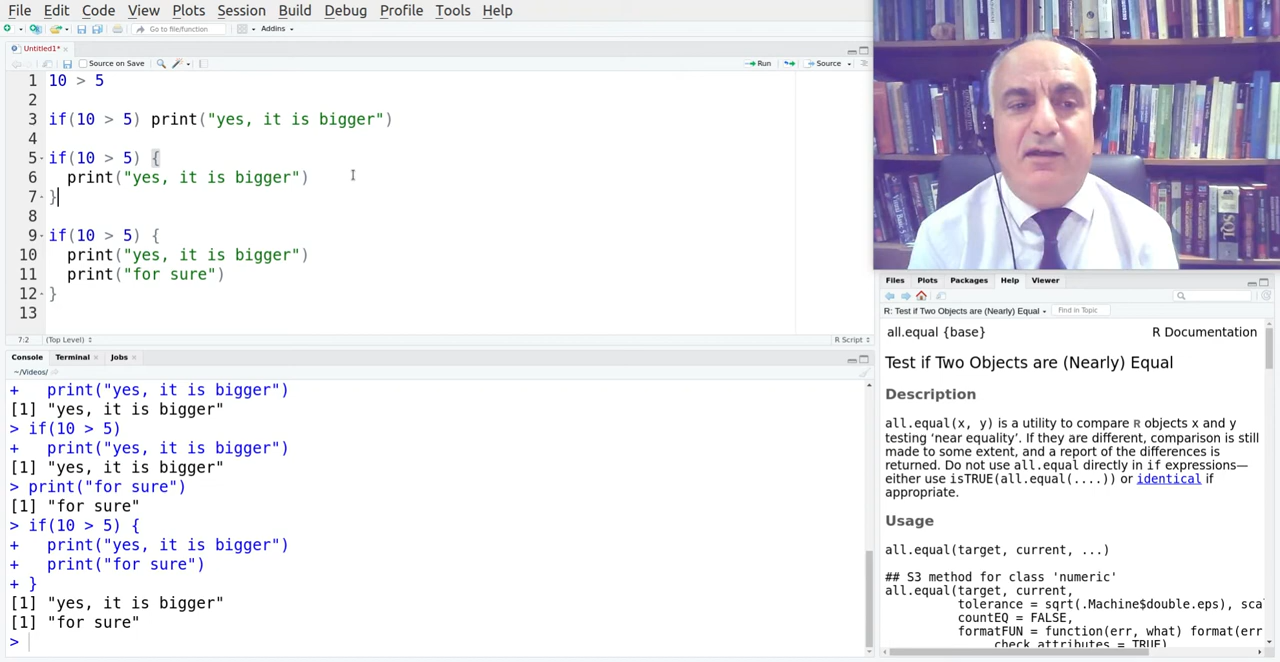 File Edit Code View Plots Session Build Debug Profile Tools Help
Go to file/function Addins
Untitled1*
Source on Save Run Source
1 10 > 5
2
3 if(10 > 5) print("yes, it is bigger")
4
5 if(10 > 5) {
6 print("yes, it is bigger")
7 }
8
9 if(10 > 5) {
10 print("yes, it is bigger")
11 print("for sure")
12 }
13
7:2 (Top Level) R Script
Console Terminal Jobs
~/Videos/
+ print("yes, it is bigger")
[1] "yes, it is bigger"
> if(10 > 5)
+ print("yes, it is bigger")
[1] "yes, it is bigger"
> print("for sure")
[1] "for sure"
> if(10 > 5) {
+ print("yes, it is bigger")
+ print("for sure")
+ }
[1] "yes, it is bigger"
[1] "for sure"
>
SQL
Files Plots Packages Help Viewer
R: Test if Two Objects are (Nearly) Equal Find in Topic
all.equal {base} R Documentation
Test if Two Objects are (Nearly) Equal
Description
all.equal(x, y) is a utility to compare R objects x and y
testing ‘near equality’. If they are different, comparison is still
made to some extent, and a report of the differences is
returned. Do not use all.equal directly in if expressions—
either use isTRUE(all.equal(....)) or identical if
appropriate.
Usage
all.equal(target, current, ...)
## S3 method for class 'numeric'
all.equal(target, current,
tolerance = sqrt(.Machine$double.eps), scal
countEQ = FALSE,
formatFUN = function(err, what) format(err
check.attributes = TRUE)